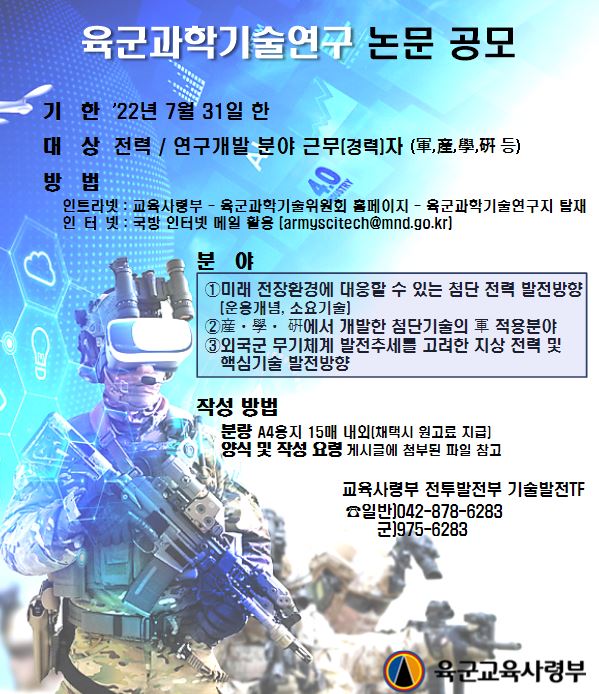 육군과학기술연구 논문 공모
기 한 '22년 7월 31일 한
대 상 전력 / 연구개발 분야 근무(경력)자 (軍,産,學,硏 등)
방 법
인트라넷 : 교육사령부 - 육군과학기술위원회 홈페이지 - 육군과학기술연구지 탑재
인 터 넷 : 국방 인터넷 메일 활용 (armyscitech@mnd.go.kr)
4.0
INDUSTRY
분 야
①미래 전장환경에 대응할 수 있는 첨단 전력 발전방향
(운용개념, 소요기술)
②産· 學· 硏에서 개발한 첨단기술의 軍 적용분야
③외국군 무기체계 발전추세를 고려한 지상 전력 및
핵심기술 발전방향
작성 방법
분량 A4용지 15매 내외(채택시 원고료 지급)
양식 및 작성 요령 게시글에 첨부된 파일 참고
교육사령부 전투발전부 기술발전TF
☎일반)042-878-6283
군)975-6283
육군교육사령부